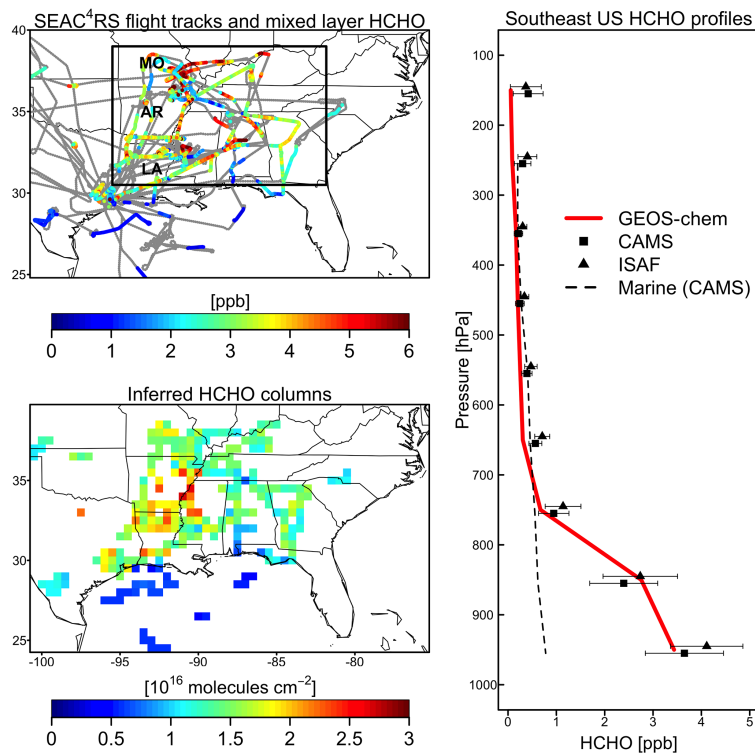 SEAC⁴RS flight tracks and mixed layer HCHO
40
35
30
25
MO
AR
LA
[ppb]
0 1 2 3 4 5 6
Inferred HCHO columns
35
30
25
-100 -95 -90 -85 -80
[10¹⁶ molecules cm⁻²]
0 0.5 1 1.5 2 2.5 3
Southeast US HCHO profiles
100
200
300
400
500
600
700
800
900
1000
Pressure [hPa]
GEOS-chem
CAMS
ISAF
Marine (CAMS)
0 1 2 3 4 5
HCHO [ppb]